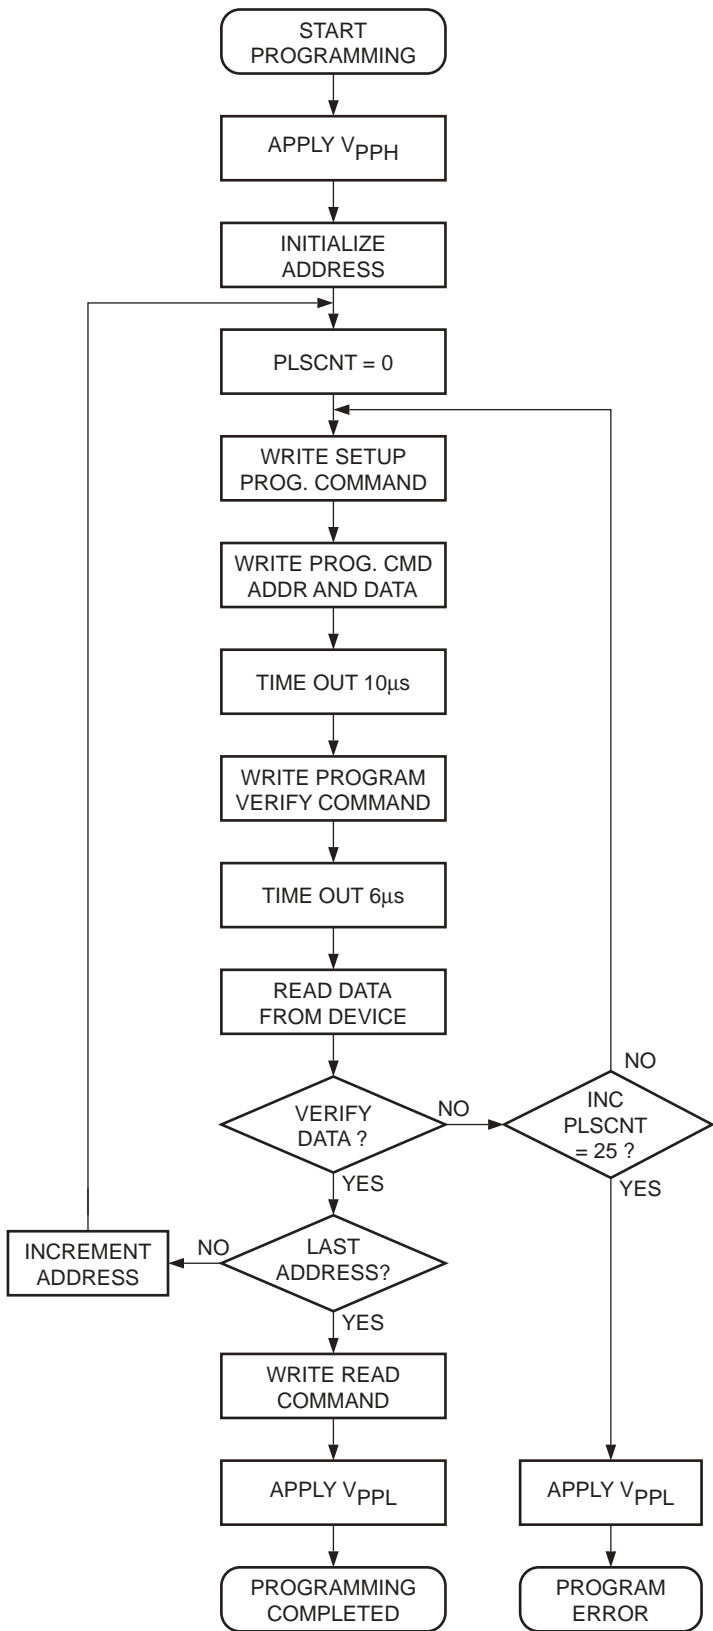 START
PROGRAMMING
APPLY VPPH
INITIALIZE
ADDRESS
PLSCNT = 0
WRITE SETUP
PROG. COMMAND
WRITE PROG. CMD
ADDR AND DATA
TIME OUT 10µs
WRITE PROGRAM
VERIFY COMMAND
TIME OUT 6µs
READ DATA
FROM DEVICE
VERIFY
DATA ?
NO
YES
NO
INC
PLSCNT
= 25 ?
YES
INCREMENT
ADDRESS
NO
LAST
ADDRESS?
YES
WRITE READ
COMMAND
APPLY VPPL
APPLY VPPL
PROGRAMMING
COMPLETED
PROGRAM
ERROR